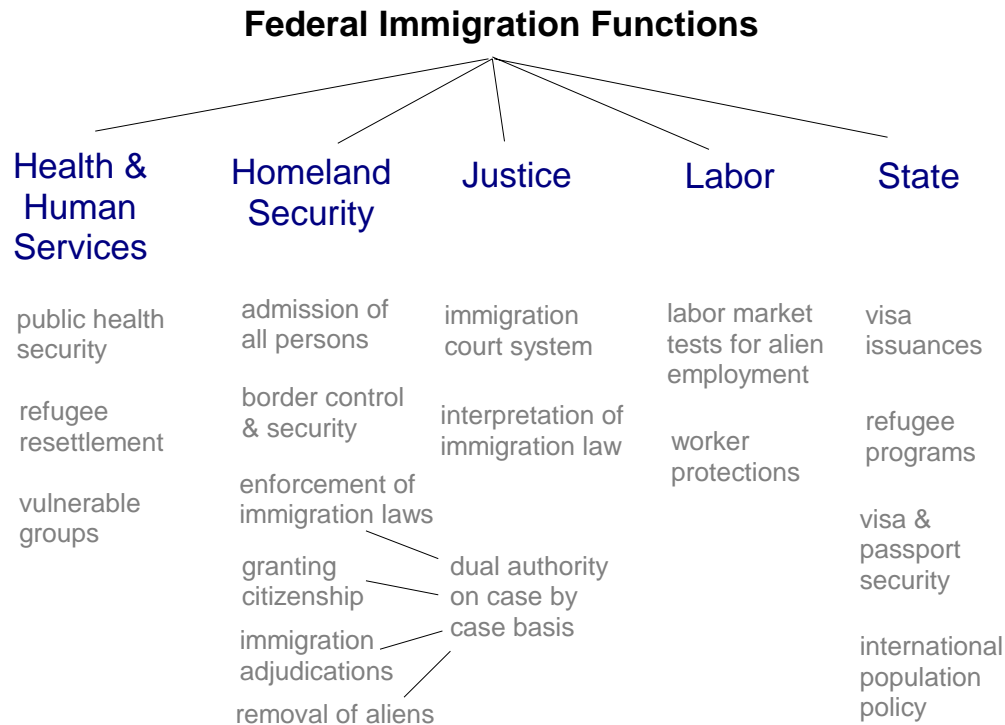 Federal Immigration Functions
Health &
Human
Services
Homeland
Security
Justice
Labor
State
public health
security
refugee
resettlement
vulnerable
groups
admission of
all persons
border control
& security
enforcement of
immigration laws
granting
citizenship
immigration
adjudications
removal of aliens
immigration
court system
interpretation of
immigration law
dual authority
on case by
case basis
labor market
tests for alien
employment
worker
protections
visa
issuances
refugee
programs
visa &
passport
security
international
population
policy